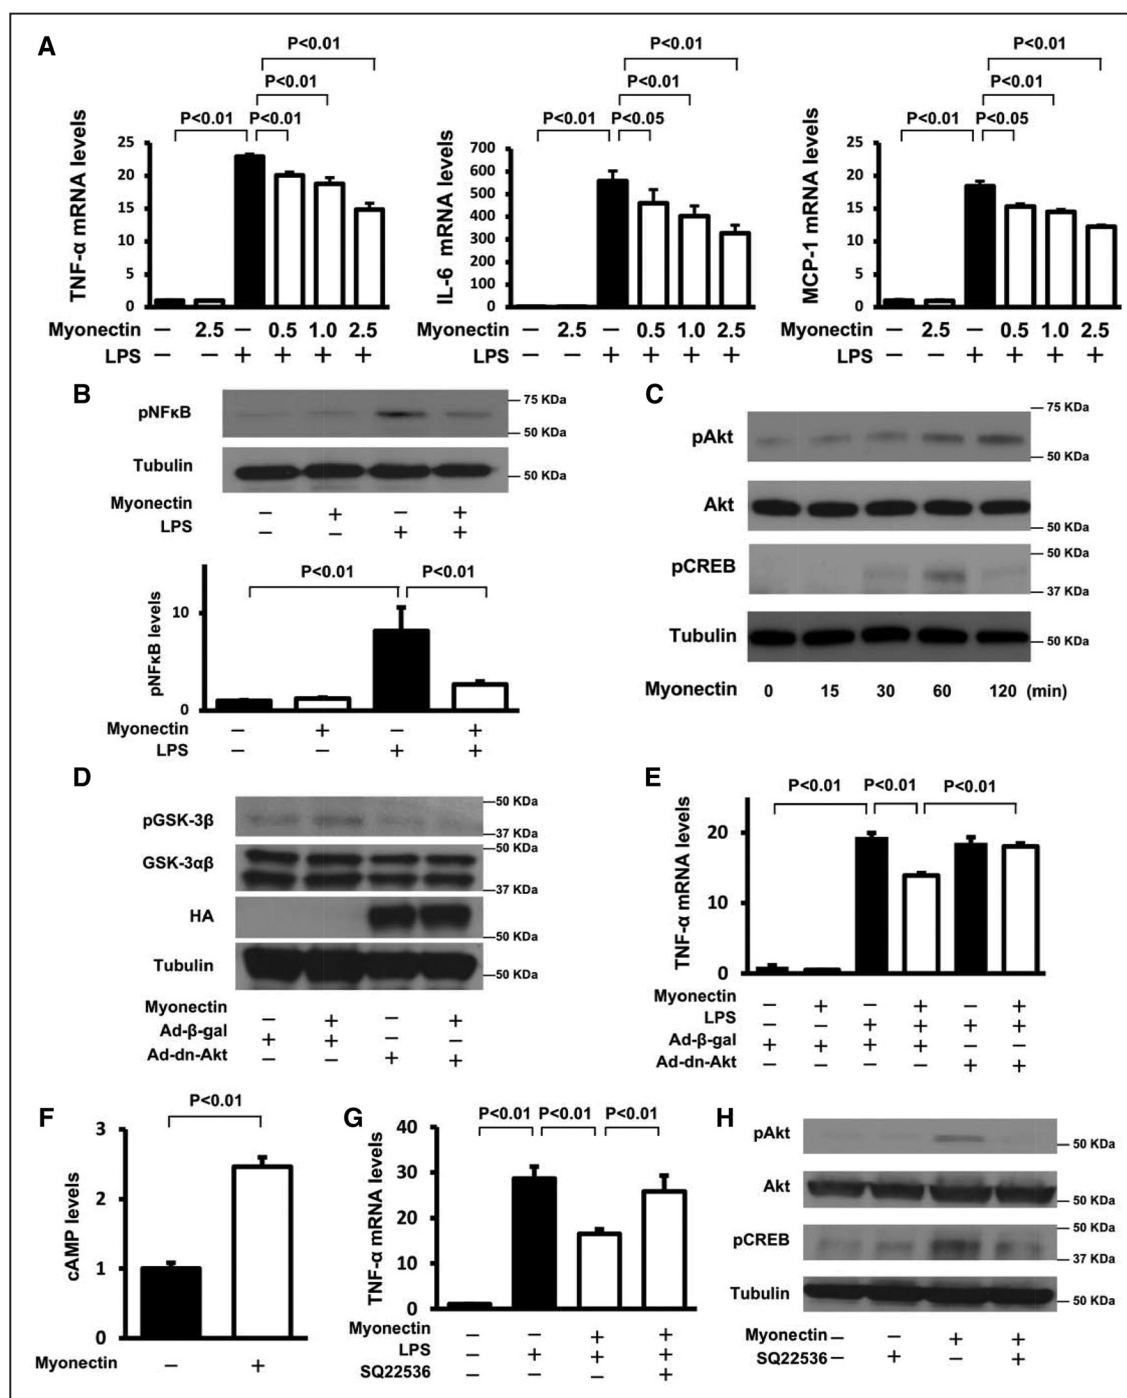 A
P<0.01
P<0.01
P<0.01 P<0.01
TNF-α mRNA levels
25
20
15
10
5
0
Myonectin — 2.5 — 0.5 1.0 2.5
LPS — — + + + +
P<0.01
P<0.01
P<0.01 P<0.05
IL-6 mRNA levels
700
600
500
400
300
200
100
0
— 2.5 — 0.5 1.0 2.5
— — + + + +
P<0.01
P<0.01
P<0.01 P<0.05
MCP-1 mRNA levels
25
20
15
10
5
0
Myonectin — 2.5 — 0.5 1.0 2.5
LPS — — + + + +
B
pNFκB
75 KDa
50 KDa
Tubulin
50 KDa
Myonectin — + — +
LPS — — + +
P<0.01 P<0.01
pNFκB levels
10
0
Myonectin — + — +
LPS — — + +
C
pAkt
75 KDa
50 KDa
Akt
50 KDa
pCREB
50 KDa
37 KDa
Tubulin
50 KDa
Myonectin 0 15 30 60 120 (min)
D
pGSK-3β
50 KDa
37 KDa
GSK-3αβ
50 KDa
37 KDa
HA
50 KDa
Tubulin
50 KDa
Myonectin — + — +
Ad-β-gal + + — —
Ad-dn-Akt — — + +
E
P<0.01 P<0.01 P<0.01
TNF-α mRNA levels
20
10
0
Myonectin — + — + — +
LPS — — + + + +
Ad-β-gal + + + + — —
Ad-dn-Akt — — — — + +
F
P<0.01
cAMP levels
3
2
1
0
Myonectin — +
G
P<0.01 P<0.01 P<0.01
TNF-α mRNA levels
40
30
20
10
0
Myonectin — — + +
LPS — + + +
SQ22536 — — — +
H
pAkt
50 KDa
Akt
50 KDa
pCREB
50 KDa
37 KDa
Tubulin
50 KDa
Myonectin — — + +
SQ22536 — + — +